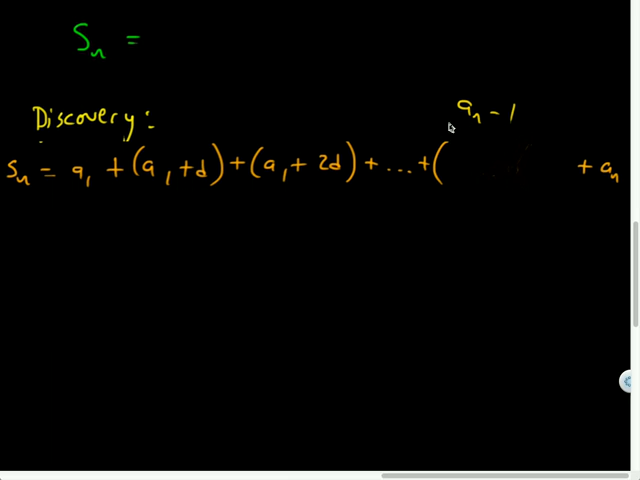 Sₙ =
Discovery:
aₙ - 1
Sₙ = a₁ + (a₁ + d) + (a₁ + 2d) + ... + ( + aₙ